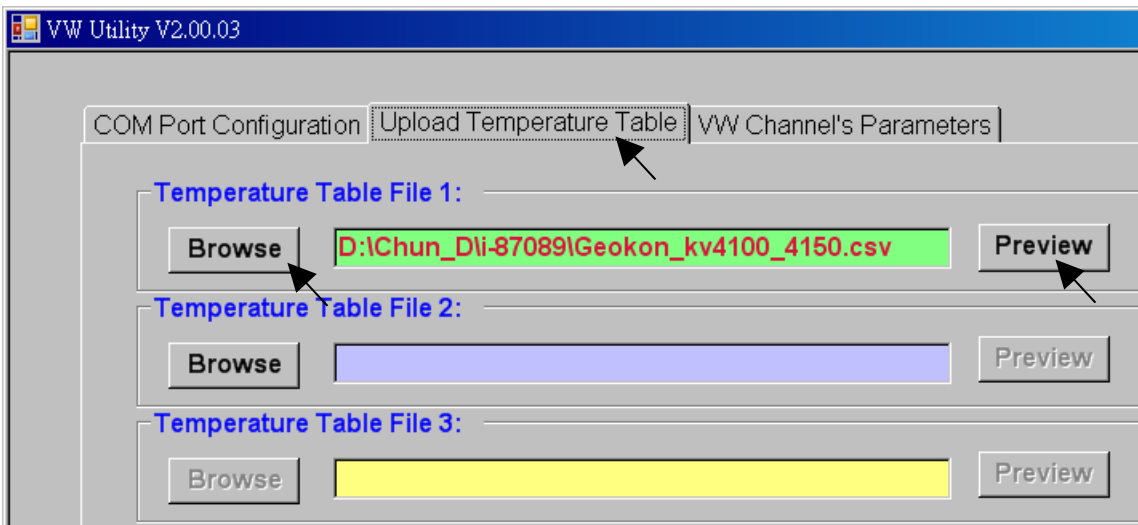 VW Utility V2.00.03
COM Port Configuration Upload Temperature Table VW Channel's Parameters
Temperature Table File 1:
Browse D:\Chun_D\i-87089\Geokon_kv4100_4150.csv Preview
Temperature Table File 2:
Browse Preview
Temperature Table File 3:
Browse Preview